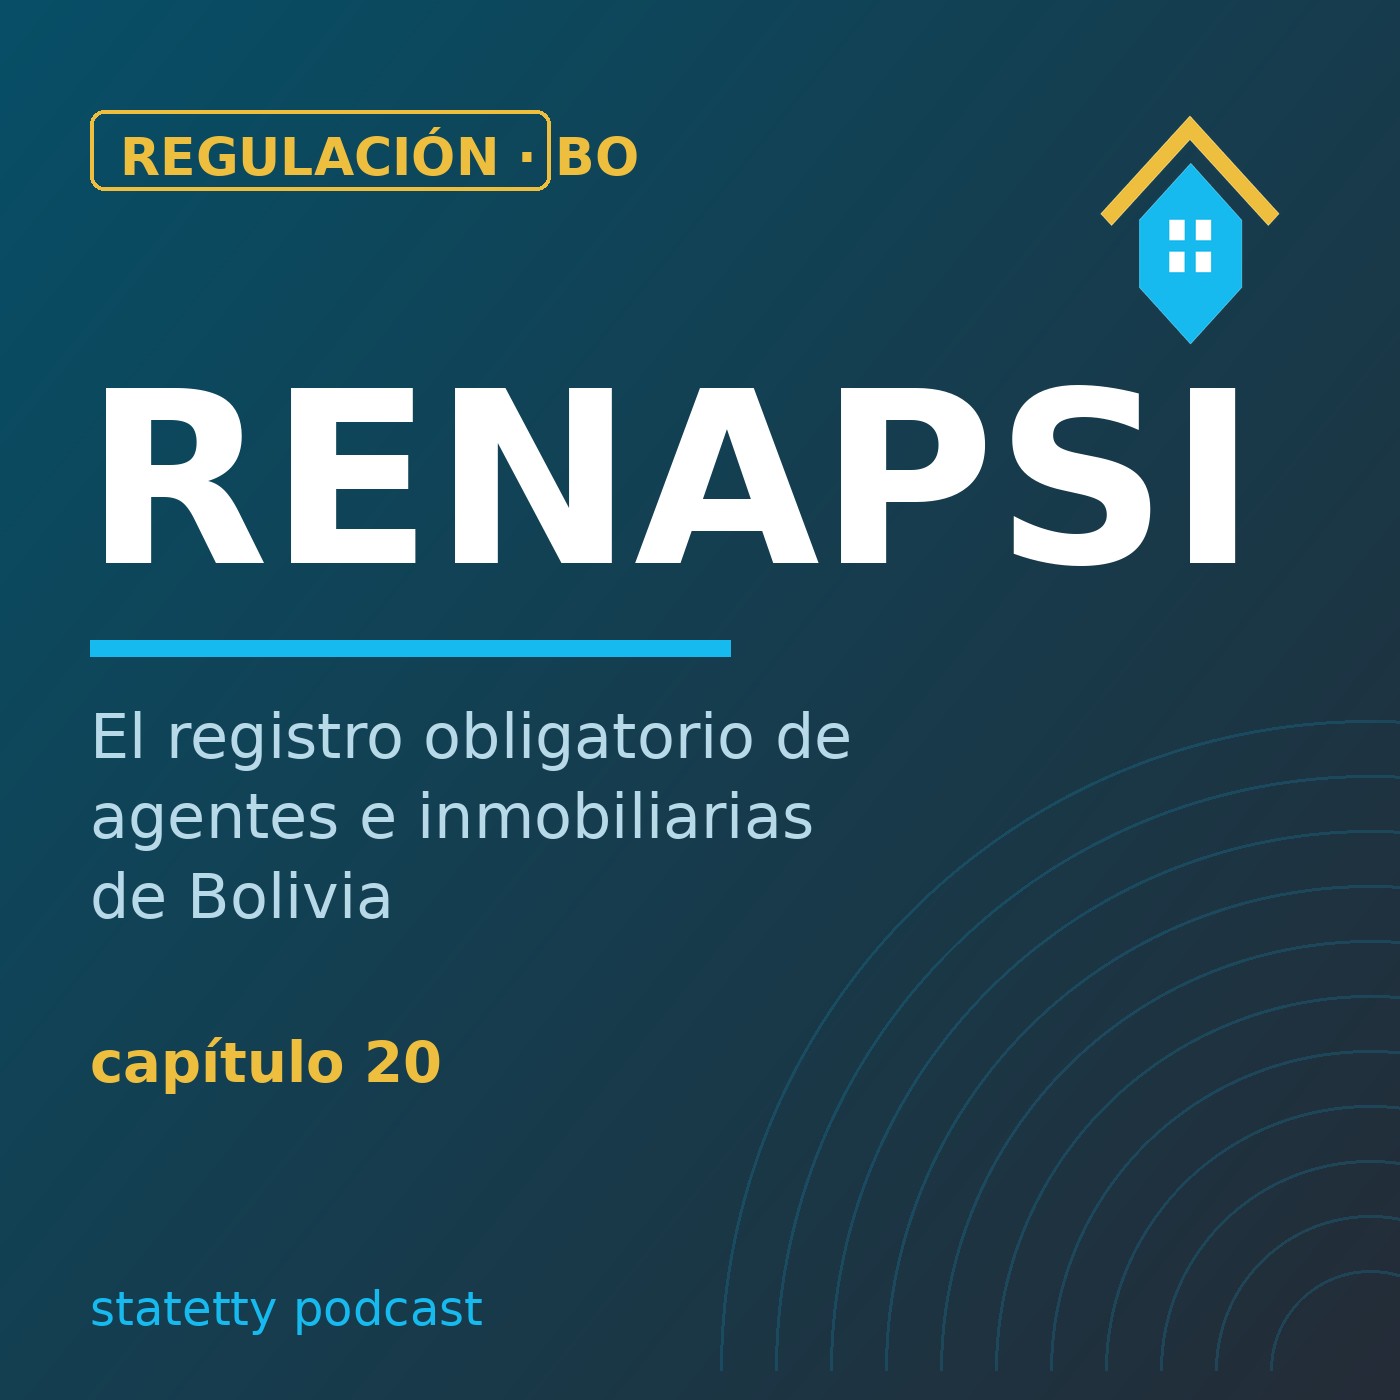 REGULACIÓN · BO
RENAPSI
El registro obligatorio de
agentes e inmobiliarias
de Bolivia
capítulo 20
statetty podcast